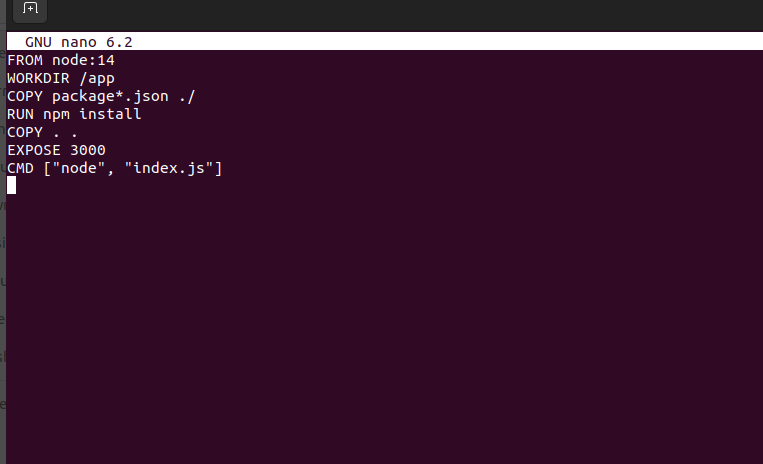 GNU nano 6.2
FROM node:14
WORKDIR /app
COPY package*.json ./
RUN npm install
COPY . .
EXPOSE 3000
CMD ["node", "index.js"]